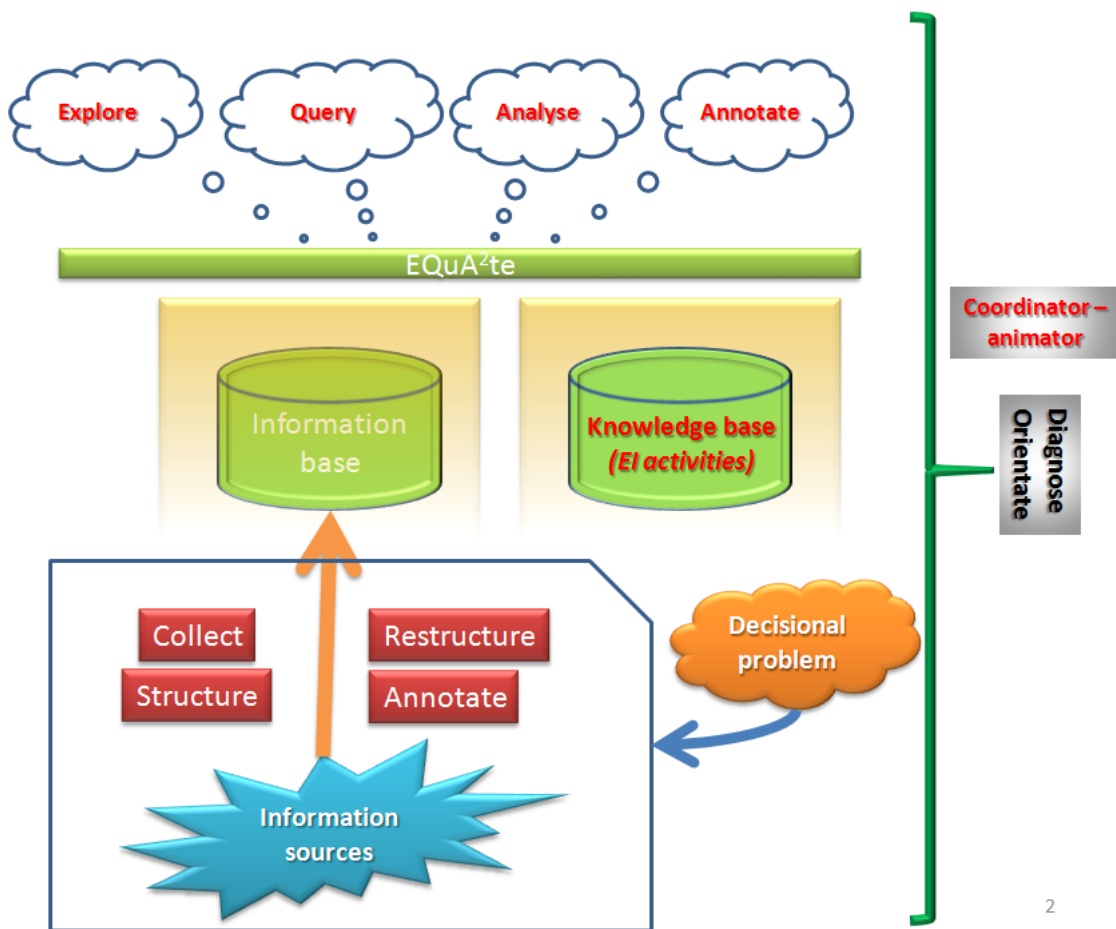 Explore
Query
Analyse
Annotate
EQuA²te
Information
base
Knowledge base
(EI activities)
Coordinator –
animator
Diagnose
Orientate
Collect
Restructure
Structure
Annotate
Decisional
problem
Information
sources
2